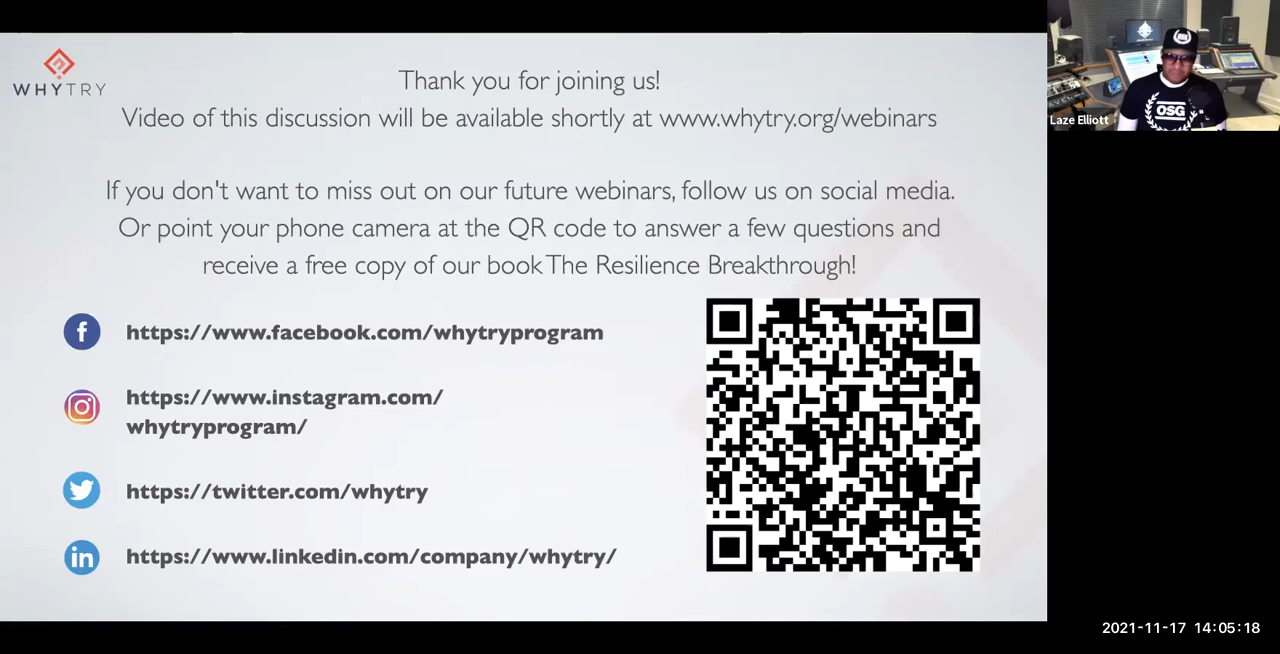 WHYTRY
Thank you for joining us!
Video of this discussion will be available shortly at www.whytry.org/webinars
If you don't want to miss out on our future webinars, follow us on social media.
Or point your phone camera at the QR code to answer a few questions and
receive a free copy of our book The Resilience Breakthrough!
https://www.facebook.com/whytryprogram
https://www.instagram.com/
whytryprogram/
https://twitter.com/whytry
https://www.linkedin.com/company/whytry/
OSG
Laze Elliott
2021-11-17 14:05:18